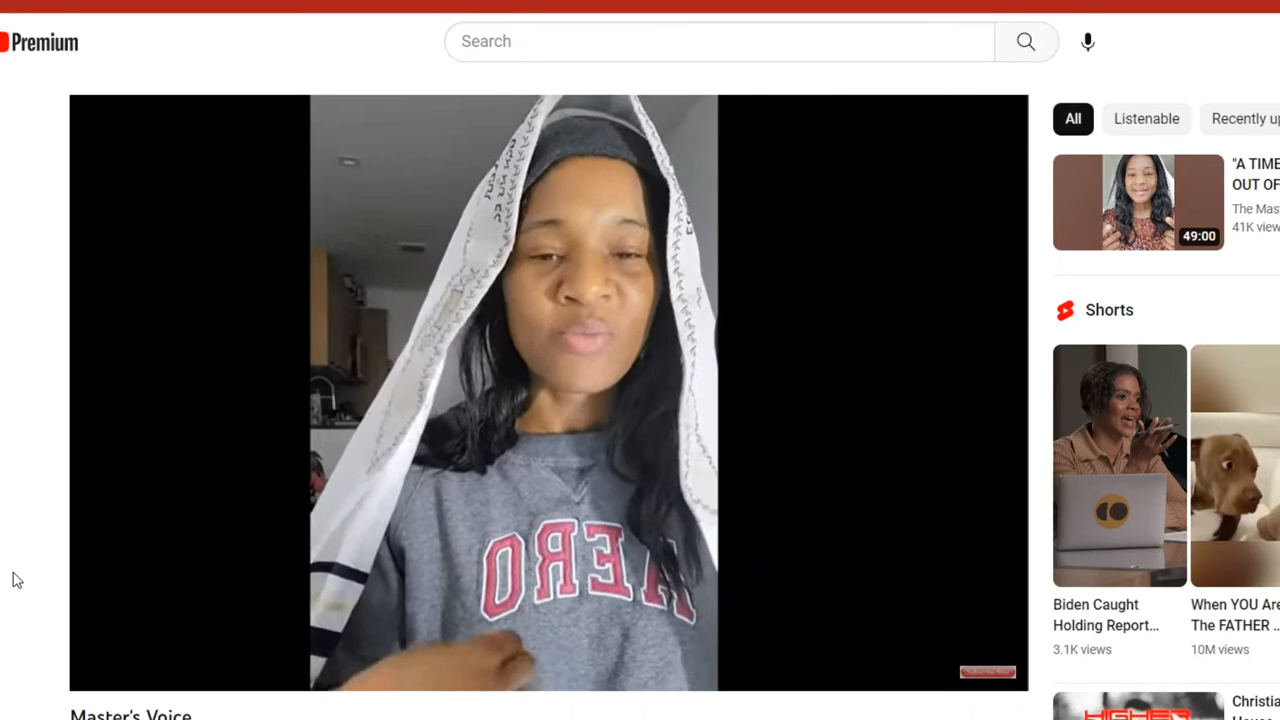 Premium
Search
All
Listenable
Recently up
"A TIME
OUT OF
The Mas
41K view
49:00
Shorts
AERO
Biden Caught
Holding Report...
3.1K views
When YOU Are
The FATHER ...
10M views
Master's Voice
Christia
HIGHER